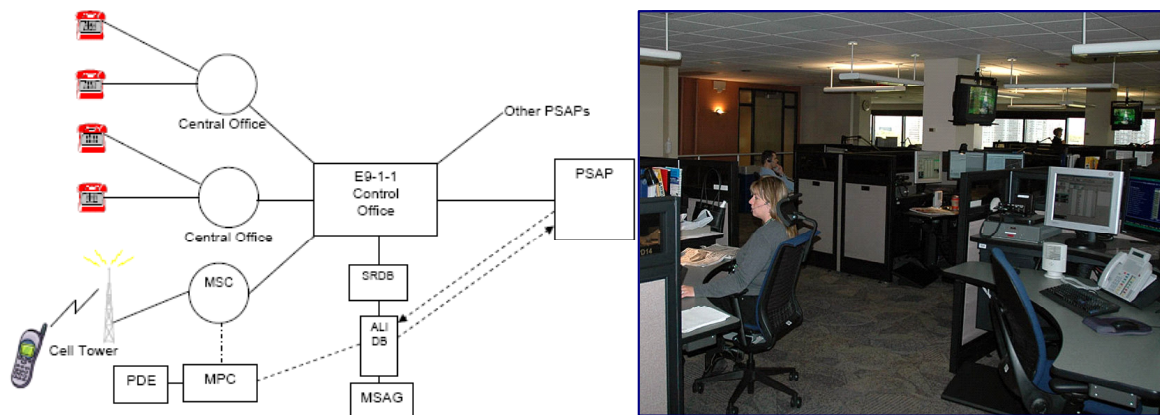 Central Office
Other PSAPs
E9-1-1
Control
Office
PSAP
Central Office
MSC
SRDB
ALI
DB
Cell Tower
PDE
MPC
MSAG